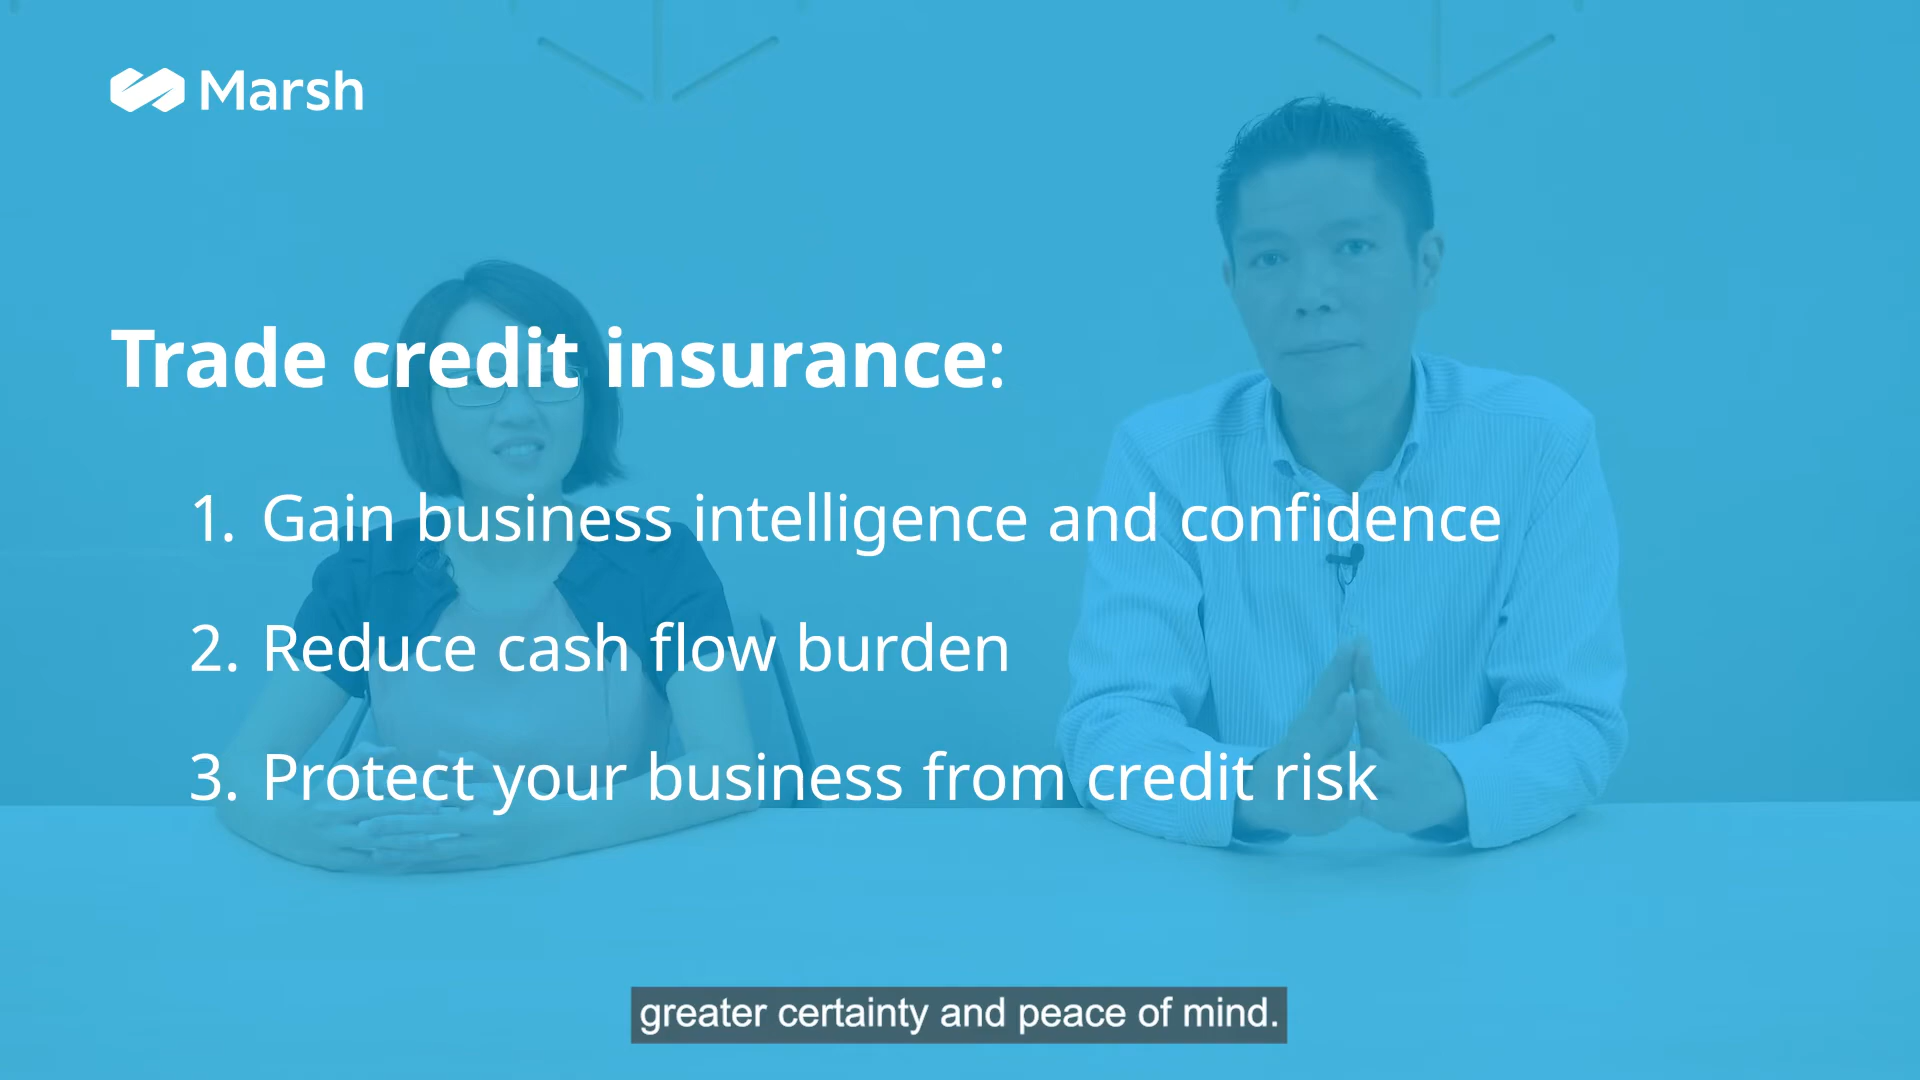 Marsh
Trade credit insurance:
1. Gain business intelligence and confidence
2. Reduce cash flow burden
3. Protect your business from credit risk
greater certainty and peace of mind.